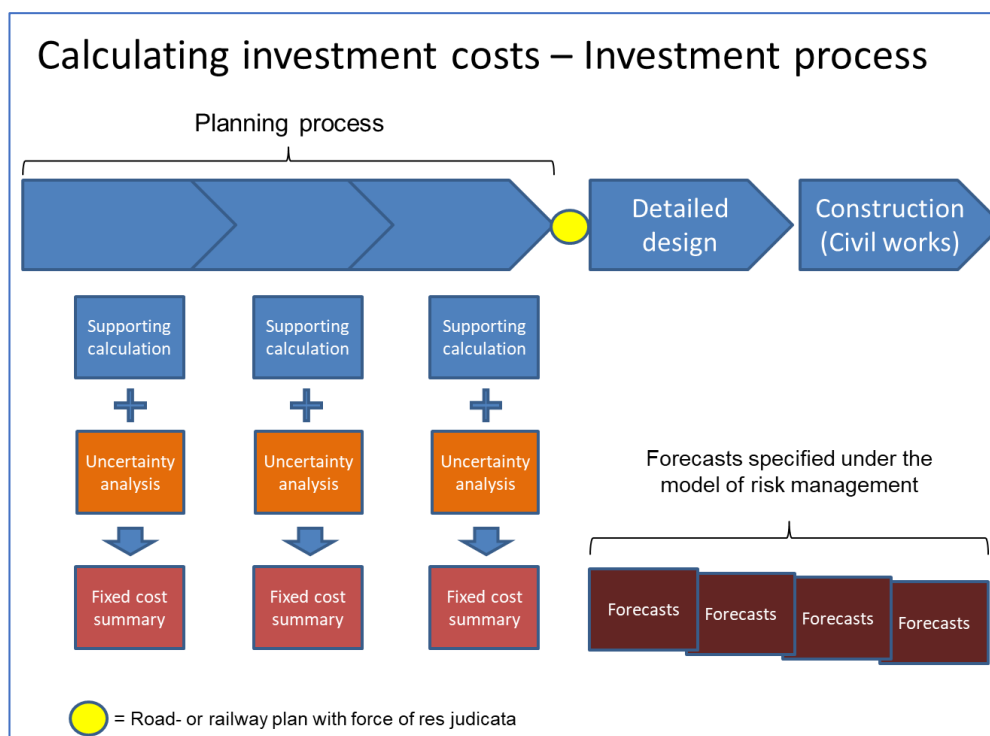 Calculating investment costs – Investment process
Planning process
Detailed
design
Construction
(Civil works)
Supporting
calculation
Supporting
calculation
Supporting
calculation
Uncertainty
analysis
Uncertainty
analysis
Uncertainty
analysis
Forecasts specified under the
model of risk management
Fixed cost
summary
Fixed cost
summary
Fixed cost
summary
Forecasts
Forecasts
Forecasts
Forecasts
= Road- or railway plan with force of res judicata